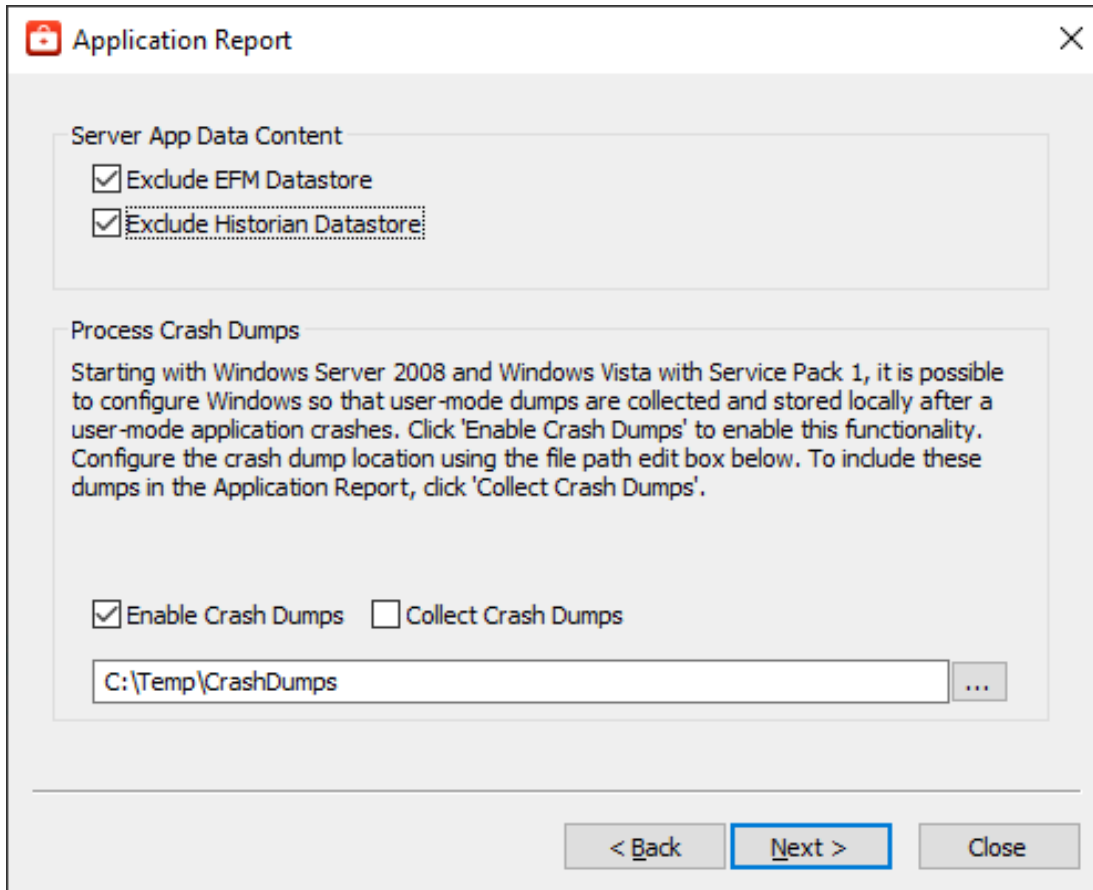 Application Report
Server App Data Content
Exclude EFM Datastore
Exclude Historian Datastore
Process Crash Dumps
Starting with Windows Server 2008 and Windows Vista with Service Pack 1, it is possible
to configure Windows so that user-mode dumps are collected and stored locally after a
user-mode application crashes. Click 'Enable Crash Dumps' to enable this functionality.
Configure the crash dump location using the file path edit box below. To include these
dumps in the Application Report, click 'Collect Crash Dumps'.
Enable Crash Dumps Collect Crash Dumps
C:\Temp\CrashDumps ...
< Back Next > Close